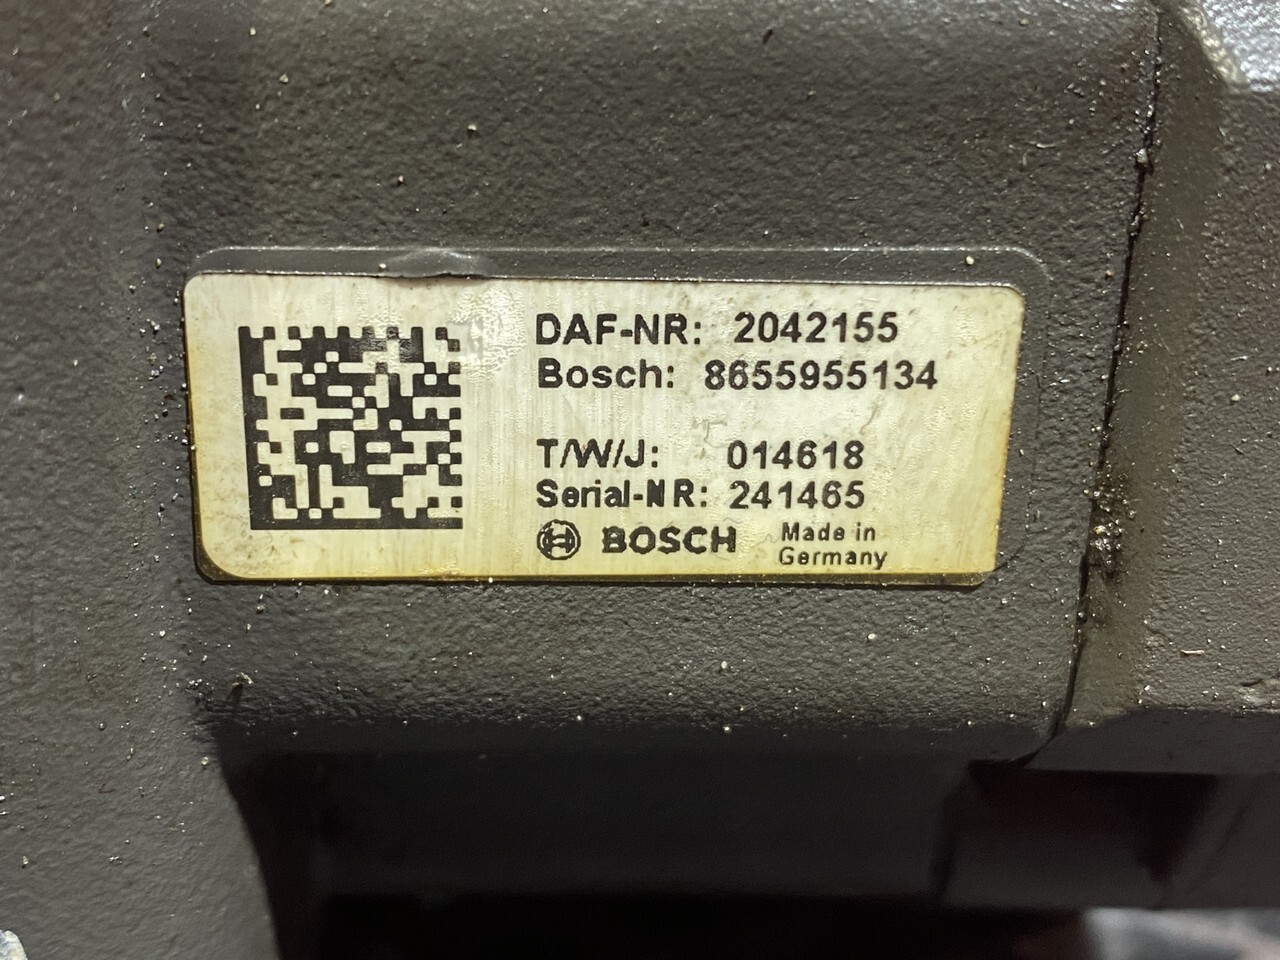 DAF-NR: 2042155
Bosch: 8655955134
T/W/J: 014618
Serial-NR: 241465
BOSCH
Made in
Germany